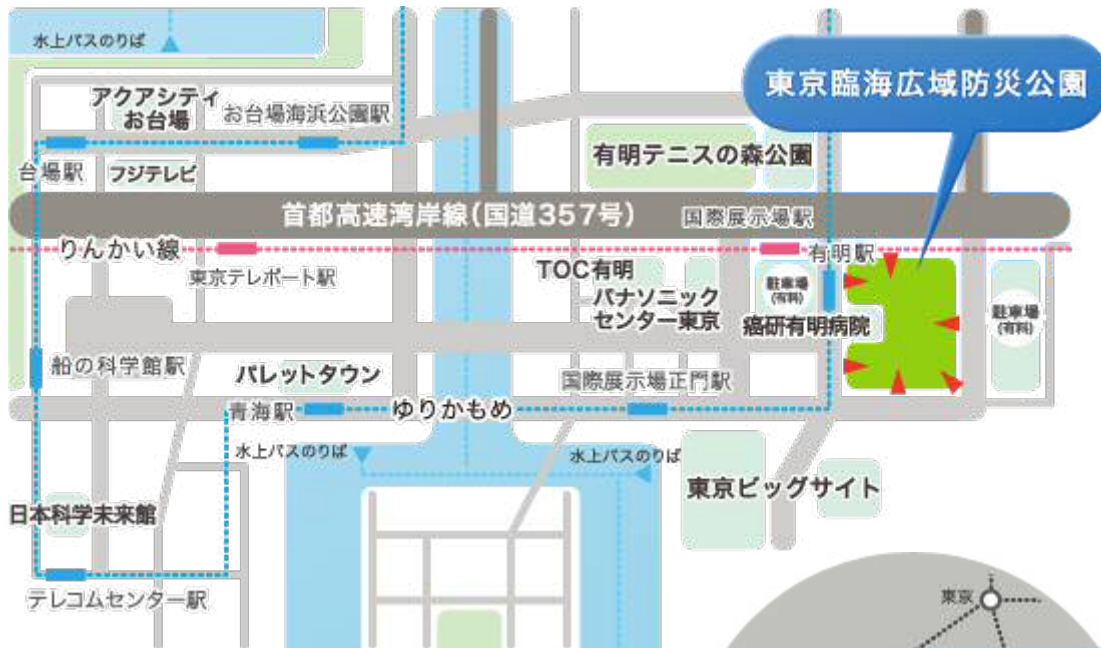 水上バスのりば
東京臨海広域防災公園
アクアシティ
お台場
お台場海浜公園駅
有明テニスの森公園
台場駅
フジテレビ
首都高速湾岸線(国道357号)
国際展示場駅
りんかい線
有明駅
東京テレポート駅
TOC有明
パナソニック
センター東京
駐車場
(有料)
癌研有明病院
駐車場
(有料)
船の科学館駅
パレットタウン
国際展示場正門駅
青海駅
ゆりかもめ
水上バスのりば
水上バスのりば
東京ビッグサイト
日本科学未来館
テレコムセンター駅
東京